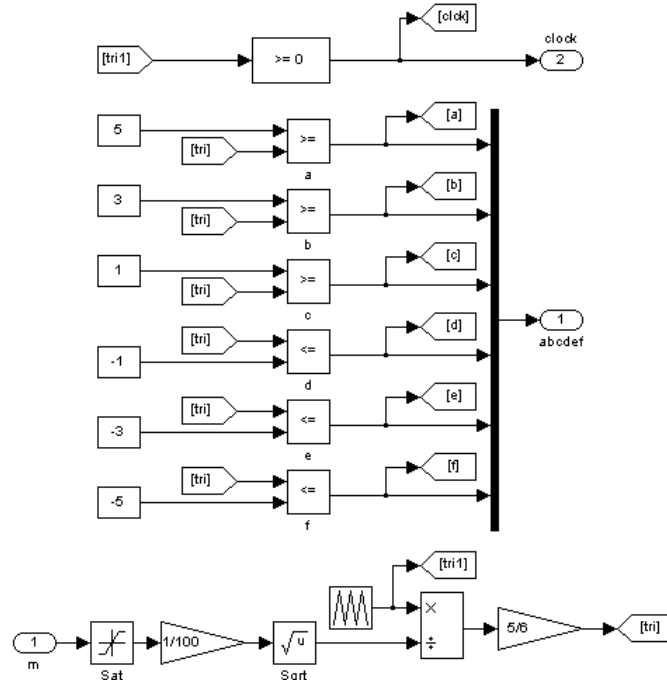 [clck]
clock
[tri1]
>= 0
2
5
[tri]
>=
[a]
a
3
[tri]
>=
[b]
b
1
[tri]
>=
[c]
c
1
abcdef
[tri]
-1
<=
[d]
d
[tri]
-3
<=
[e]
e
[tri]
-5
<=
[f]
f
[tri1]
1
m
Sat
1/100
√u
Sqrt
×
÷
5/6
[tri]